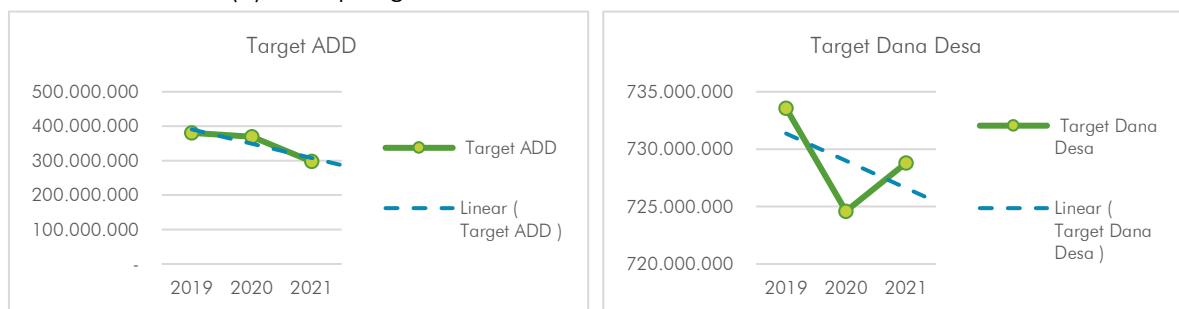 Target ADD
500.000.000
400.000.000
300.000.000
200.000.000
100.000.000
-
2019 2020 2021
Target ADD
Linear (
Target ADD )
Target Dana Desa
735.000.000
730.000.000
725.000.000
720.000.000
2019 2020 2021
Target Dana
Desa
Linear (
Target Dana
Desa )